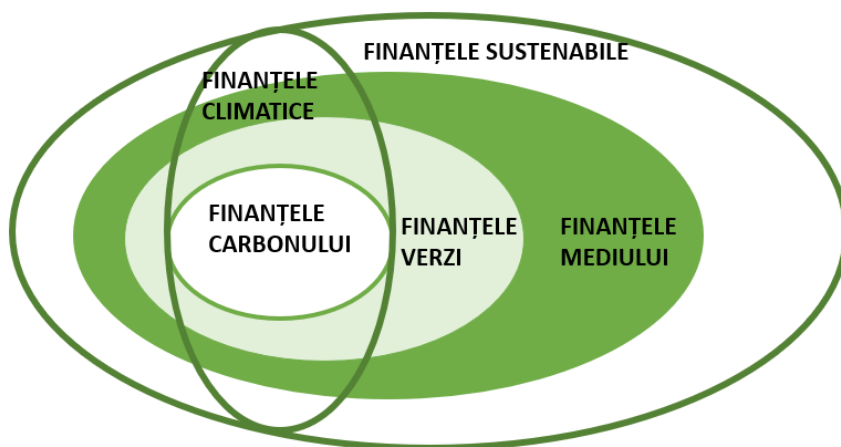 FINANȚELE SUSTENABILE
FINANȚELE
CLIMATICE
FINANȚELE
CARBONULUI
FINANȚELE
VERZI
FINANȚELE
MEDIULUI